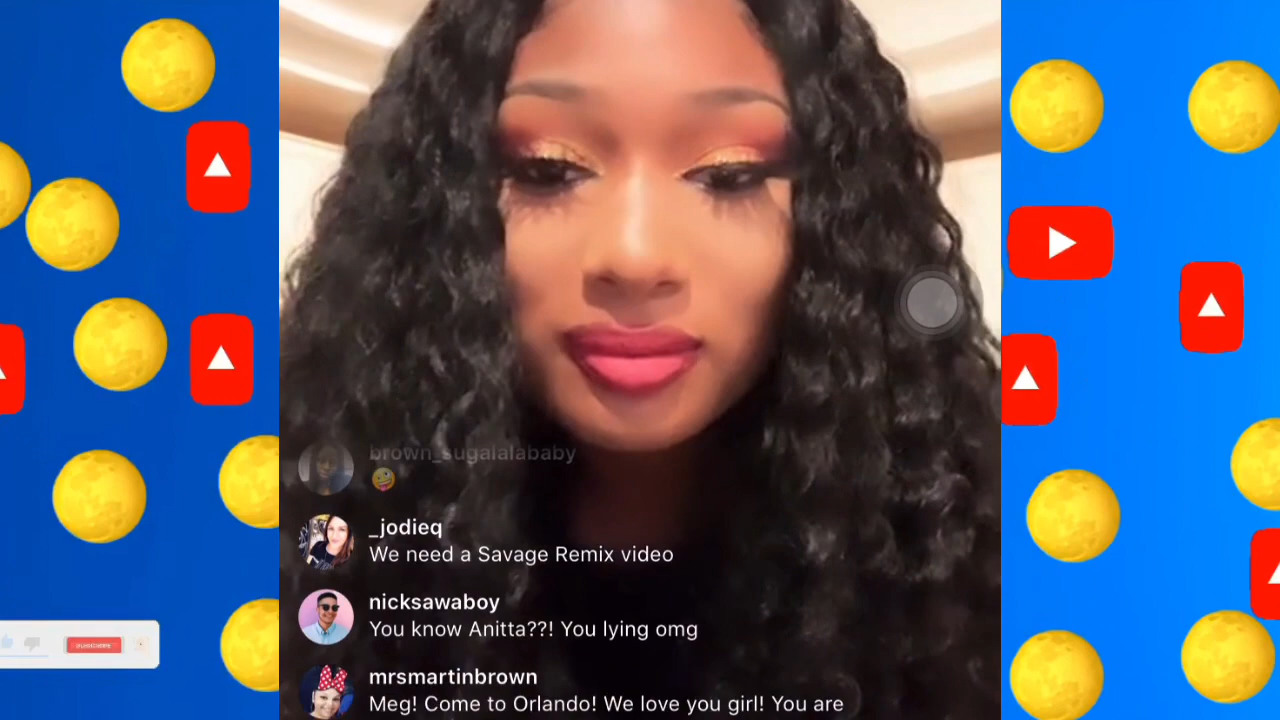 brown_sugalalababy
🤪
_jodieq
We need a Savage Remix video
nicksawaboy
You know Anitta??! You lying omg
mrsmartinbrown
Meg! Come to Orlando! We love you girl! You are
SUBSCRIBE